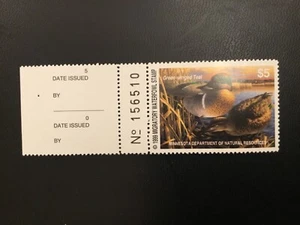 5
DATE ISSUED
BY
0
DATE ISSUED
BY
No 156510
© 1999 MIGRATORY WATERFOWL STAMP
Green-winged Teal
$5
MINNESOTA DEPARTMENT OF NATURAL RESOURCES